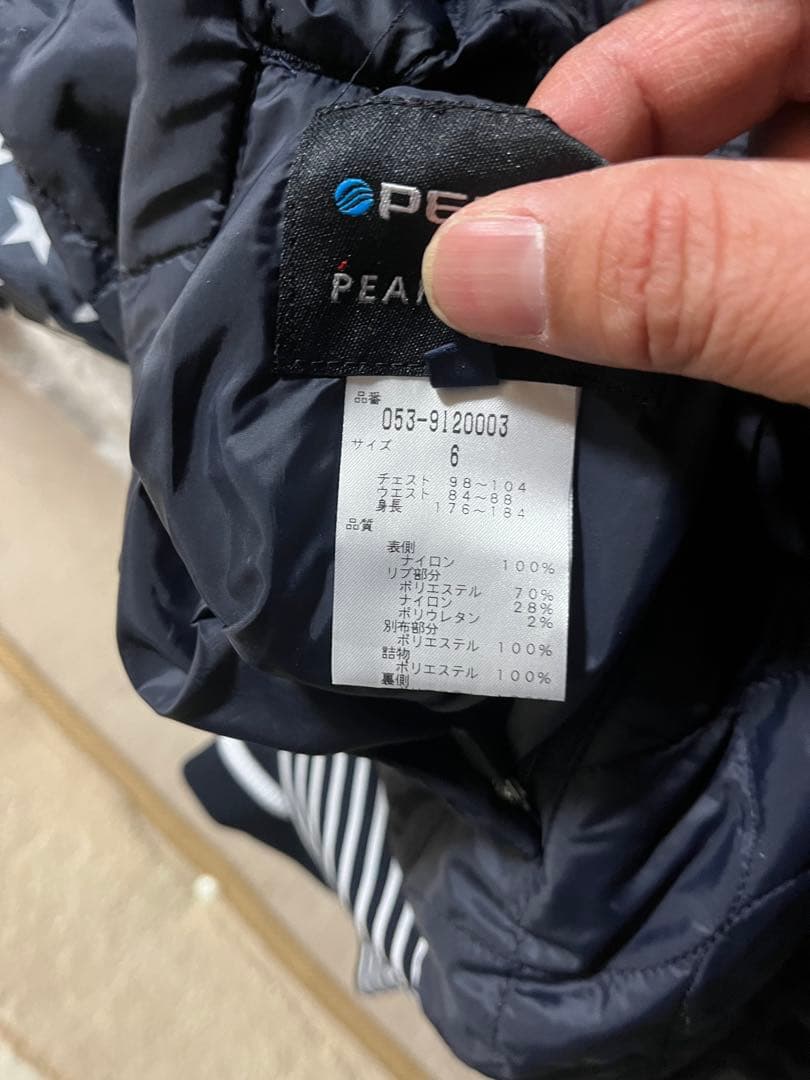 PE
PEA
品番
053-9120003
サイズ
6
チェスト 98～104
ウエスト 84～88
身長 176～184
品質
表側
ナイロン 100%
リブ部分
ポリエステル 70%
ナイロン 28%
ポリウレタン 2%
別布部分
ポリエステル 100%
詰物
ポリエステル 100%
裏側